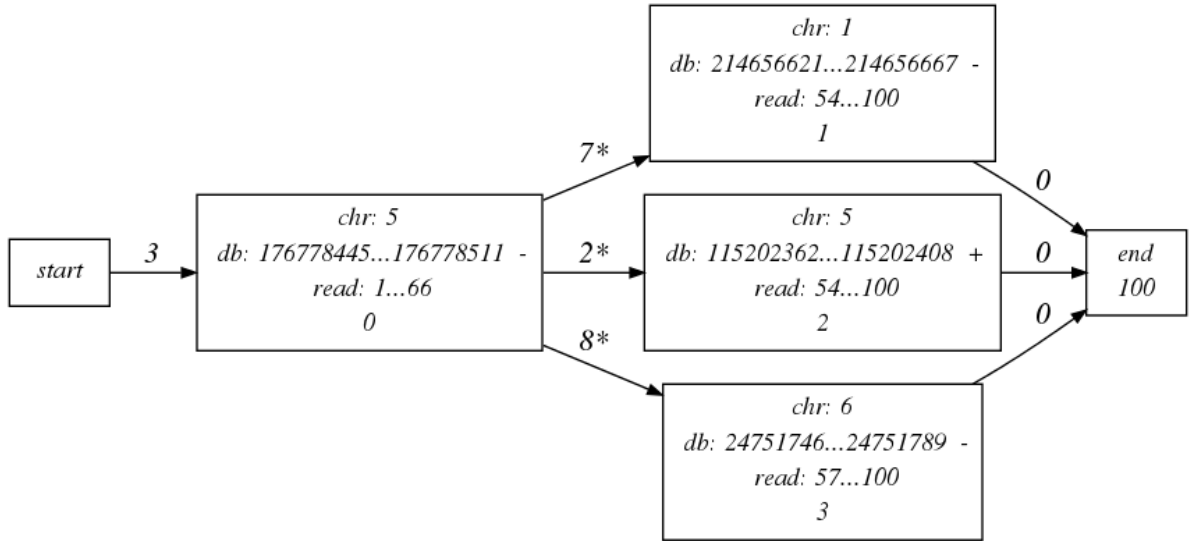 start
3
chr: 5
db: 176778445...176778511 -
read: 1...66
0
7*
2*
8*
chr: 1
db: 214656621...214656667 -
read: 54...100
1
chr: 5
db: 115202362...115202408 +
read: 54...100
2
chr: 6
db: 24751746...24751789 -
read: 57...100
3
0
0
0
end
100